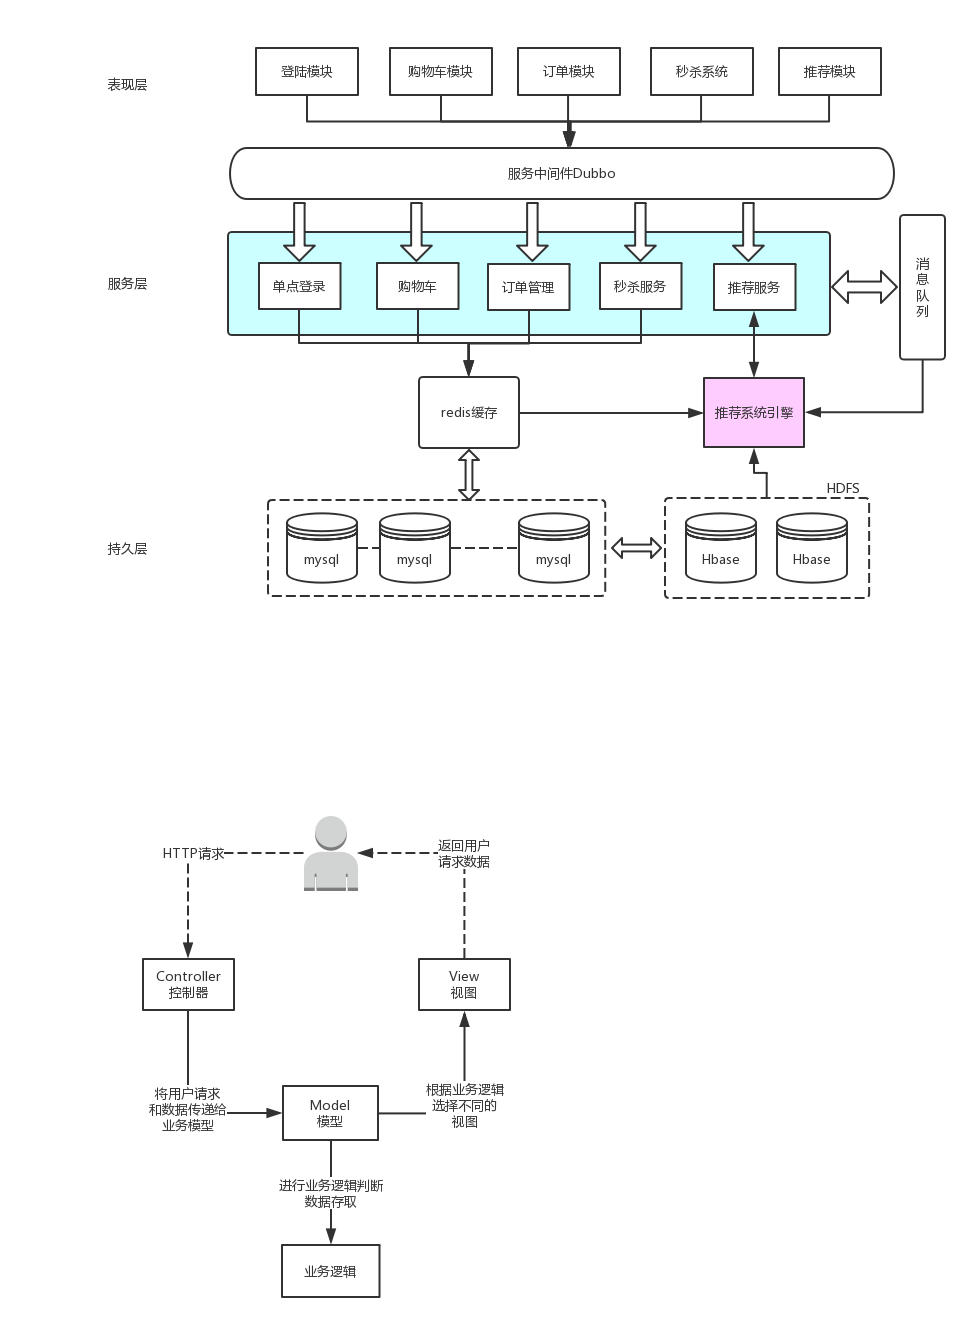 登陆模块
购物车模块
订单模块
秒杀系统
推荐模块
表现层
服务中间件Dubbo
服务层
单点登录
购物车
订单管理
秒杀服务
推荐服务
消
息
队
列
redis缓存
推荐系统引擎
HDFS
持久层
mysql
mysql
mysql
Hbase
Hbase
HTTP请求
返回用户
请求数据
Controller
控制器
View
视图
将用户请求
和数据传递给
业务模型
Model
模型
根据业务逻辑
选择不同的
视图
进行业务逻辑判断
数据存取
业务逻辑